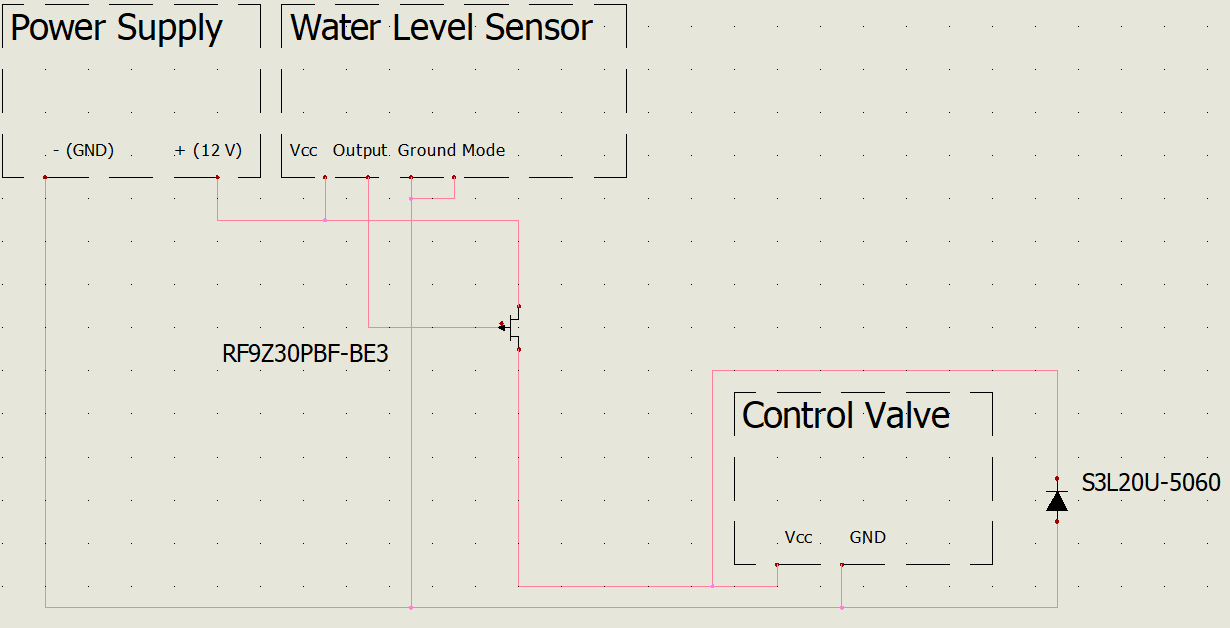 Power Supply
Water Level Sensor
- (GND)
+ (12 V)
Vcc
Output
Ground
Mode
RF9Z30PBF-BE3
Control Valve
S3L20U-5060
Vcc
GND